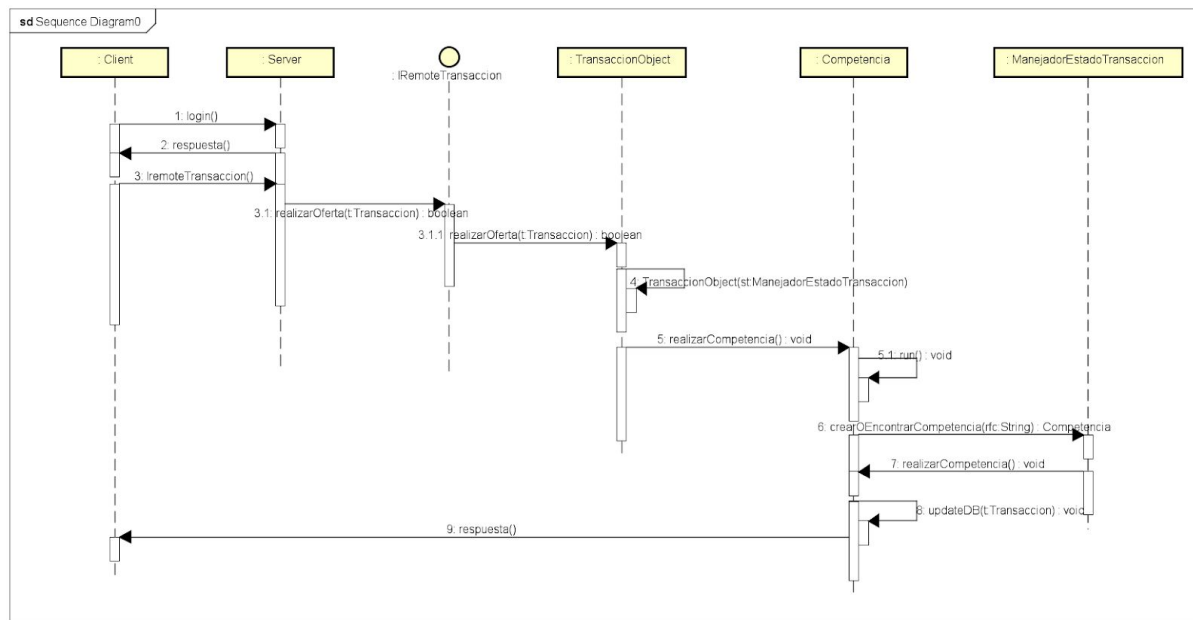 sd Sequence Diagram0
: Client
: Server
: IRemoteTransaccion
: TransaccionObject
: Competencia
: ManejadorEstadoTransaccion
1: login()
2: respuesta()
3: IremoteTransaccion()
3.1: realizarOferta(t:Transaccion) : boolean
3.1.1: realizarOferta(t:Transaccion) : boolean
4: TransaccionObject(st:ManejadorEstadoTransaccion)
5: realizarCompetencia() : void
5.1: run() : void
6: crearOEncontrarCompetencia(rfc:String) : Competencia
7: realizarCompetencia() : void
8: updateDB(t:Transaccion) : void
9: respuesta()